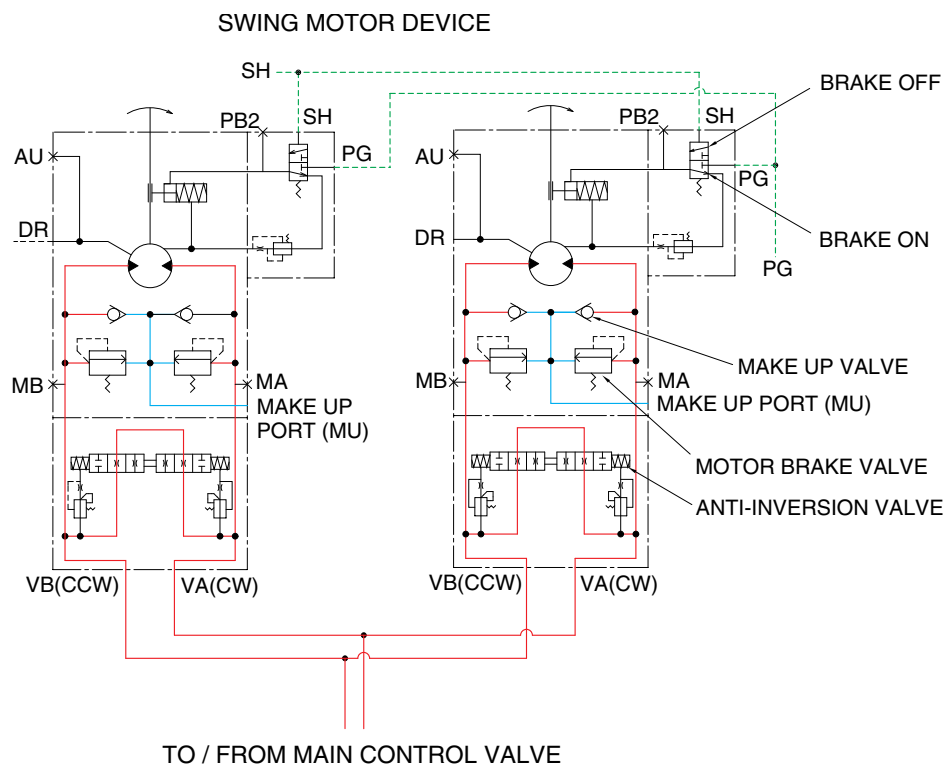 SWING MOTOR DEVICE
SH
BRAKE OFF
PB2
SH
PB2
SH
AU
PG
AU
PG
DR
DR
BRAKE ON
PG
MAKE UP VALVE
MB
MA
MAKE UP
PORT (MU)
MB
MA
MAKE UP PORT (MU)
MOTOR BRAKE VALVE
ANTI-INVERSION VALVE
VB(CCW)
VA(CW)
VB(CCW)
VA(CW)
TO / FROM MAIN CONTROL VALVE